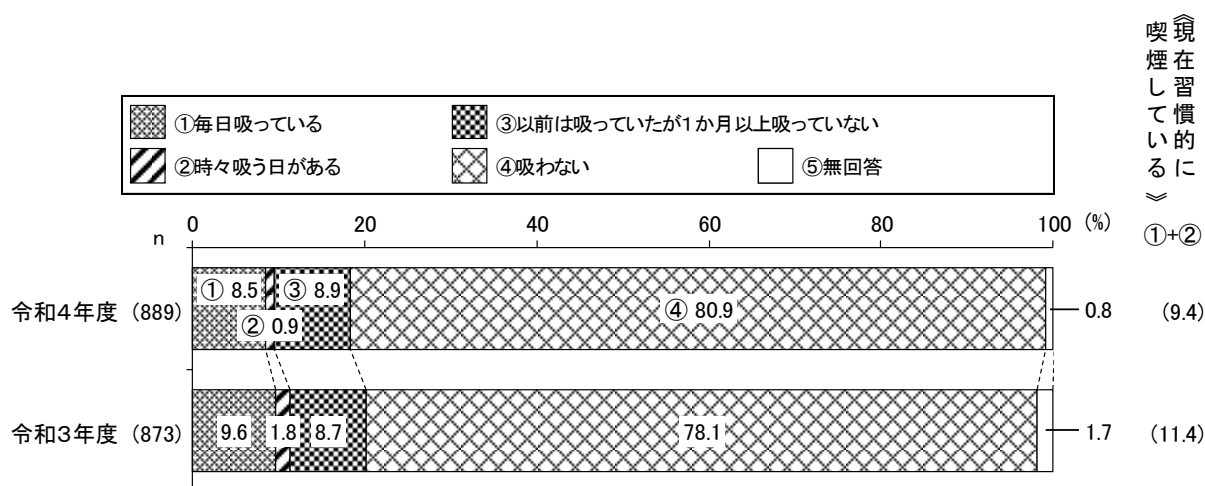 《現在習慣的に
喫煙している》
①+②
①毎日吸っている
③以前は吸っていたが1か月以上吸っていない
②時々吸う日がある
④吸わない
⑤無回答
n
0 20 40 60 80 100 (%)
令和4年度 (889)
① 8.5
② 0.9
③ 8.9
④ 80.9
0.8
(9.4)
令和3年度 (873)
9.6
1.8
8.7
78.1
1.7
(11.4)